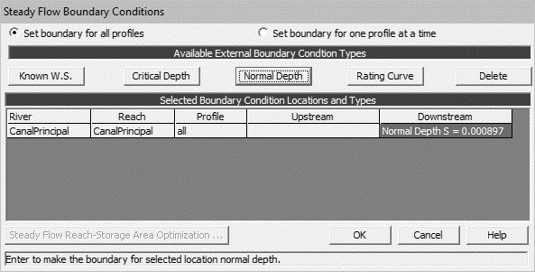 Steady Flow Boundary Conditions
Set boundary for all profiles Set boundary for one profile at a time
Available External Boundary Condtion Types
Known W.S. Critical Depth Normal Depth Rating Curve Delete
Selected Boundary Condition Locations and Types
River Reach Profile Upstream Downstream
CanalPrincipal CanalPrincipal all Normal Depth S = 0.000897
Steady Flow Reach-Storage Area Optimization ... OK Cancel Help
Enter to make the boundary for selected location normal depth.